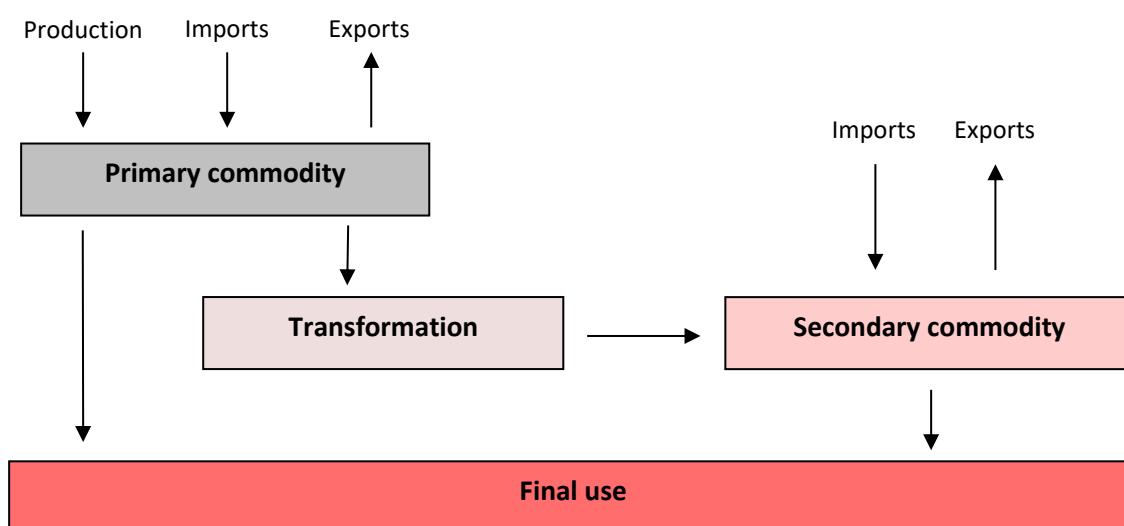 Production Imports Exports
Primary commodity
Imports Exports
Transformation
Secondary commodity
Final use